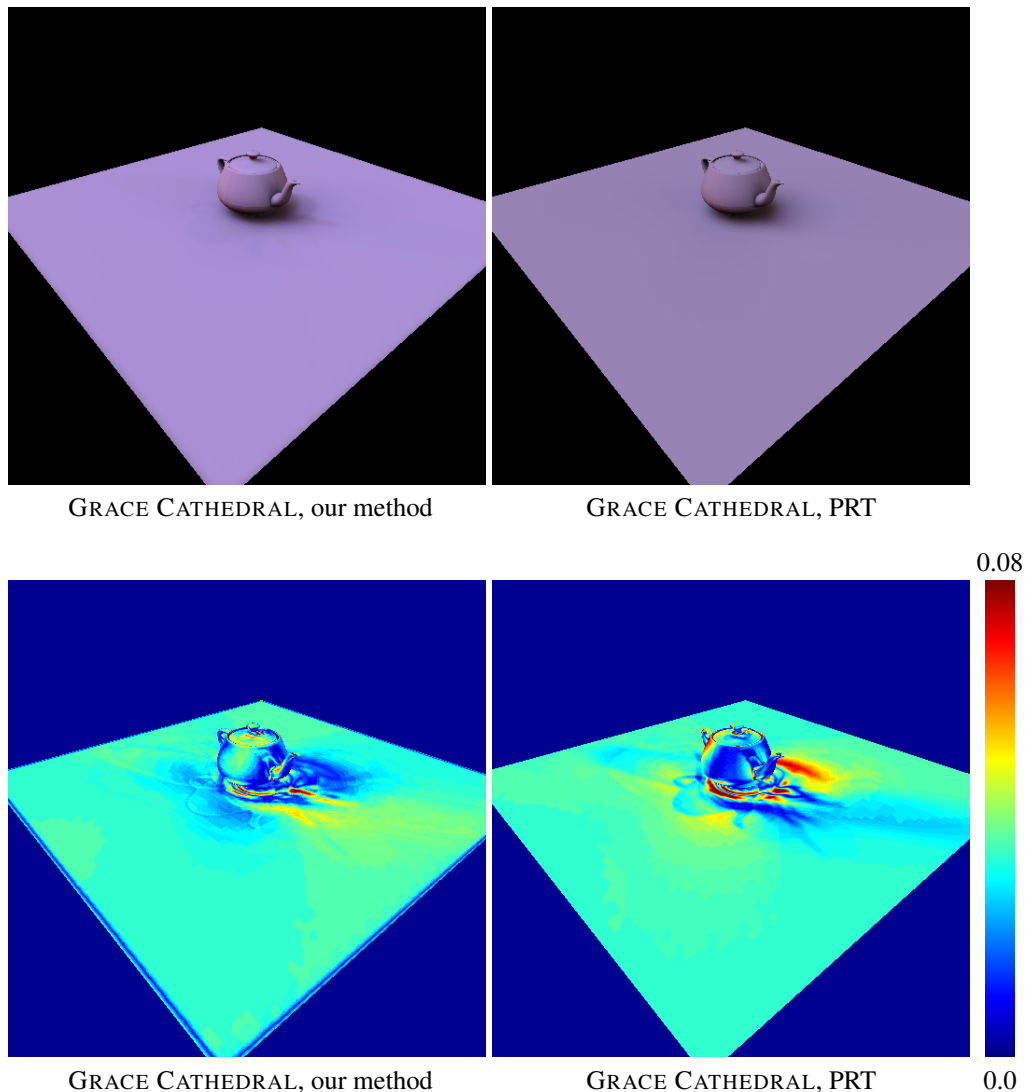 GRACE CATHEDRAL, our method
GRACE CATHEDRAL, PRT
0.08
GRACE CATHEDRAL, our method
GRACE CATHEDRAL, PRT
0.0